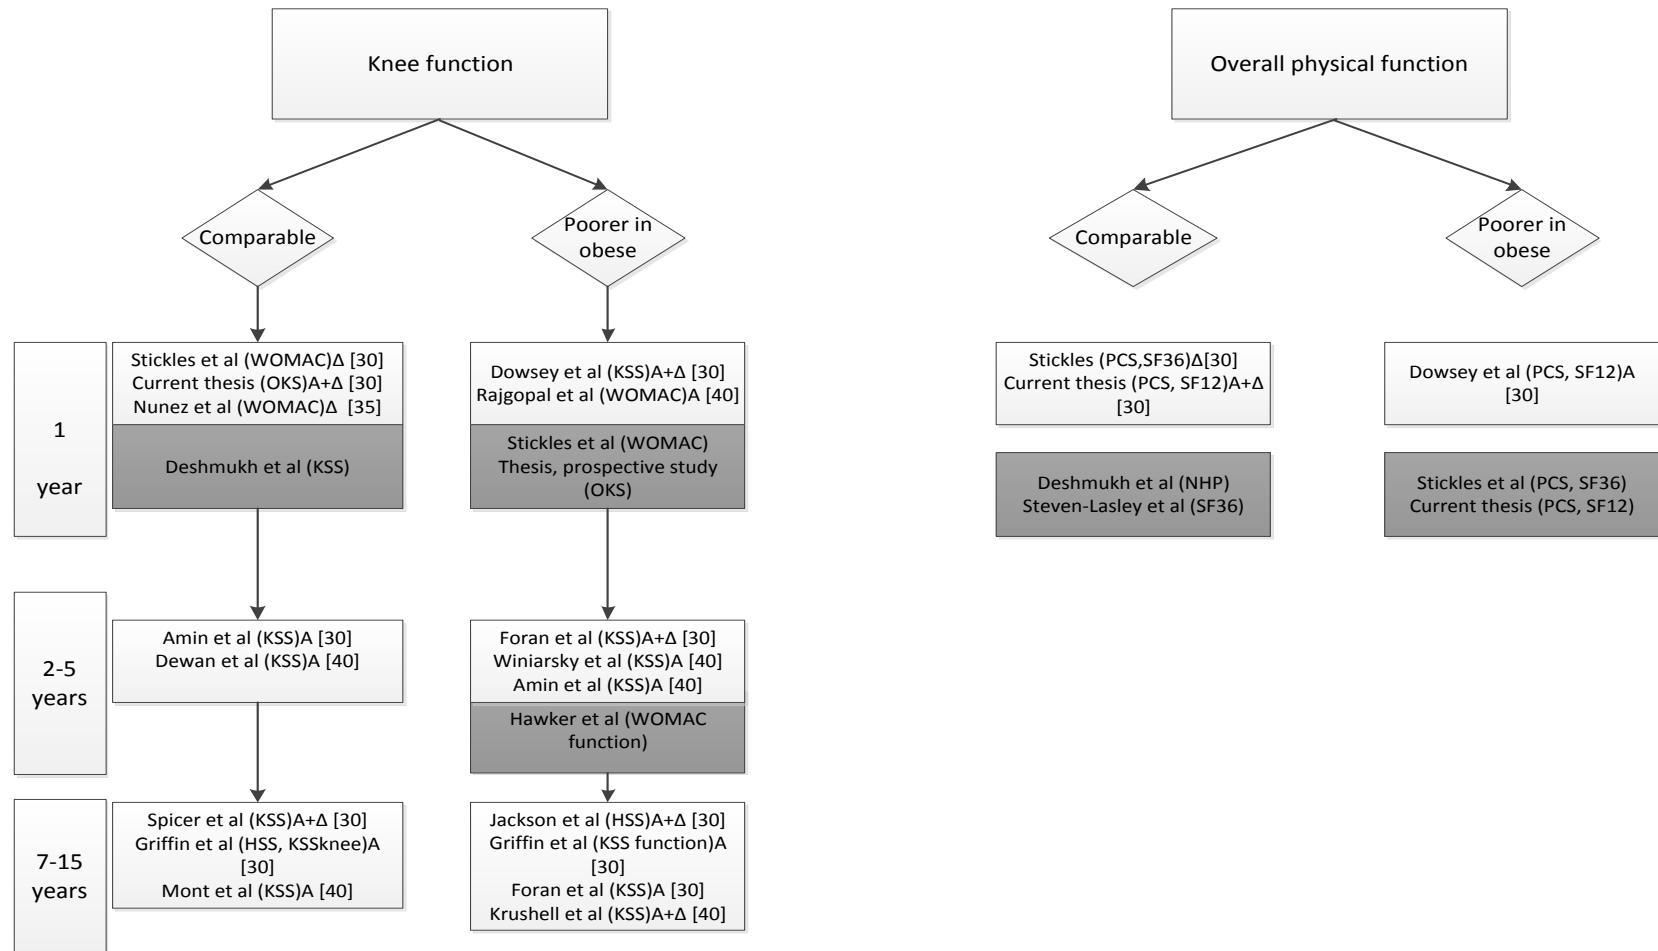 Knee function
Overall physical function
Comparable
Poorer in
obese
Comparable
Poorer in
obese
1
year
Stickles et al (WOMAC)Δ [30]
Current thesis (OKS)A+Δ [30]
Nunez et al (WOMAC)Δ [35]
Deshmukh et al (KSS)
Dowsey et al (KSS)A+Δ [30]
Rajgopal et al (WOMAC)A [40]
Stickles et al (WOMAC)
Thesis, prospective study
(OKS)
Stickles (PCS,SF36)Δ[30]
Current thesis (PCS, SF12)A+Δ
[30]
Deshmukh et al (NHP)
Steven-Lasley et al (SF36)
Dowsey et al (PCS, SF12)A
[30]
Stickles et al (PCS, SF36)
Current thesis (PCS, SF12)
2-5
years
Amin et al (KSS)A [30]
Dewan et al (KSS)A [40]
Foran et al (KSS)A+Δ [30]
Winiarsky et al (KSS)A [40]
Amin et al (KSS)A [40]
Hawker et al (WOMAC
function)
7-15
years
Spicer et al (KSS)A+Δ [30]
Griffin et al (HSS, KSSknee)A
[30]
Mont et al (KSS)A [40]
Jackson et al (HSS)A+Δ [30]
Griffin et al (KSS function)A
[30]
Foran et al (KSS)A [30]
Krushell et al (KSS)A+Δ [40]